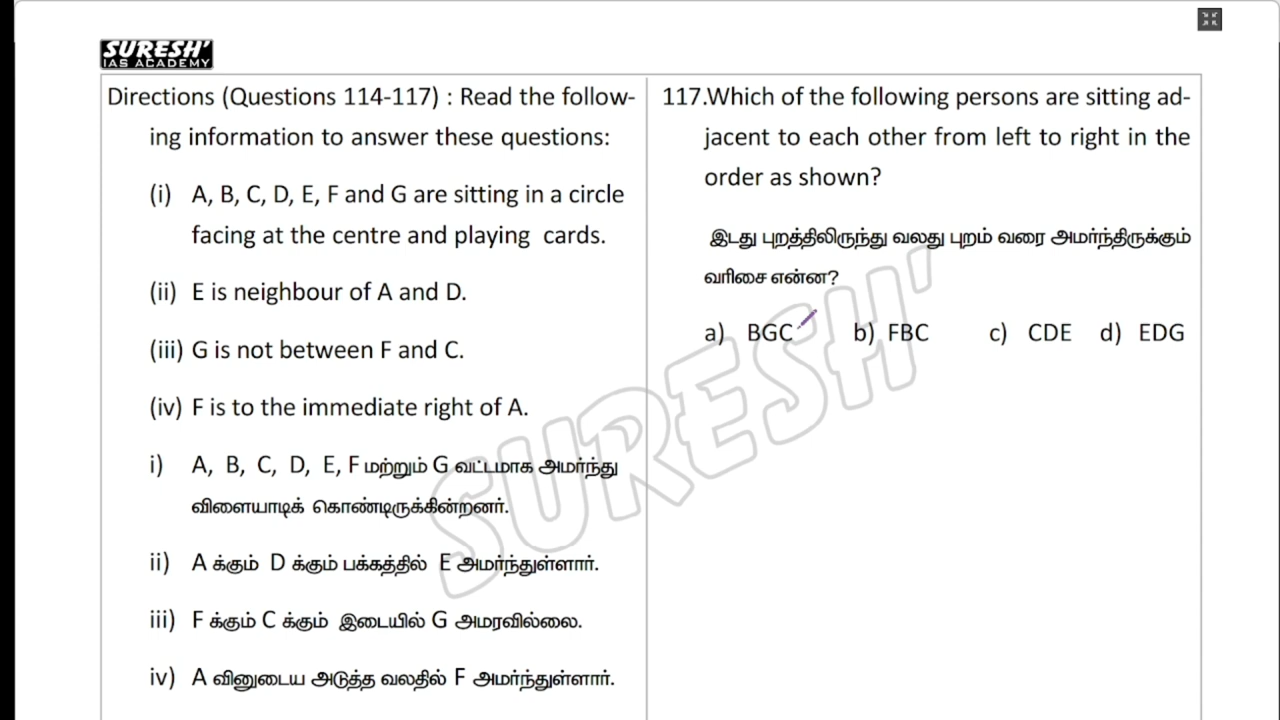 SURESH'
IAS ACADEMY
Directions (Questions 114-117) : Read the follow-
ing information to answer these questions:
(i) A, B, C, D, E, F and G are sitting in a circle
facing at the centre and playing cards.
(ii) E is neighbour of A and D.
(iii) G is not between F and C.
(iv) F is to the immediate right of A.
i) A, B, C, D, E, F மற்றும் G வட்டமாக அமர்ந்து
விளையாடிக் கொண்டிருக்கின்றனர்.
ii) A க்கும் D க்கும் பக்கத்தில் E அமர்ந்துள்ளார்.
iii) F க்கும் C க்கும் இடையில் G அமரவில்லை.
iv) A வினுடைய அடுத்த வலதில் F அமர்ந்துள்ளார்.
117.Which of the following persons are sitting ad-
jacent to each other from left to right in the
order as shown?
இடது புறத்திலிருந்து வலது புறம் வரை அமர்ந்திருக்கும்
வரிசை என்ன?
a) BGC b) FBC c) CDE d) EDG
SURESH'